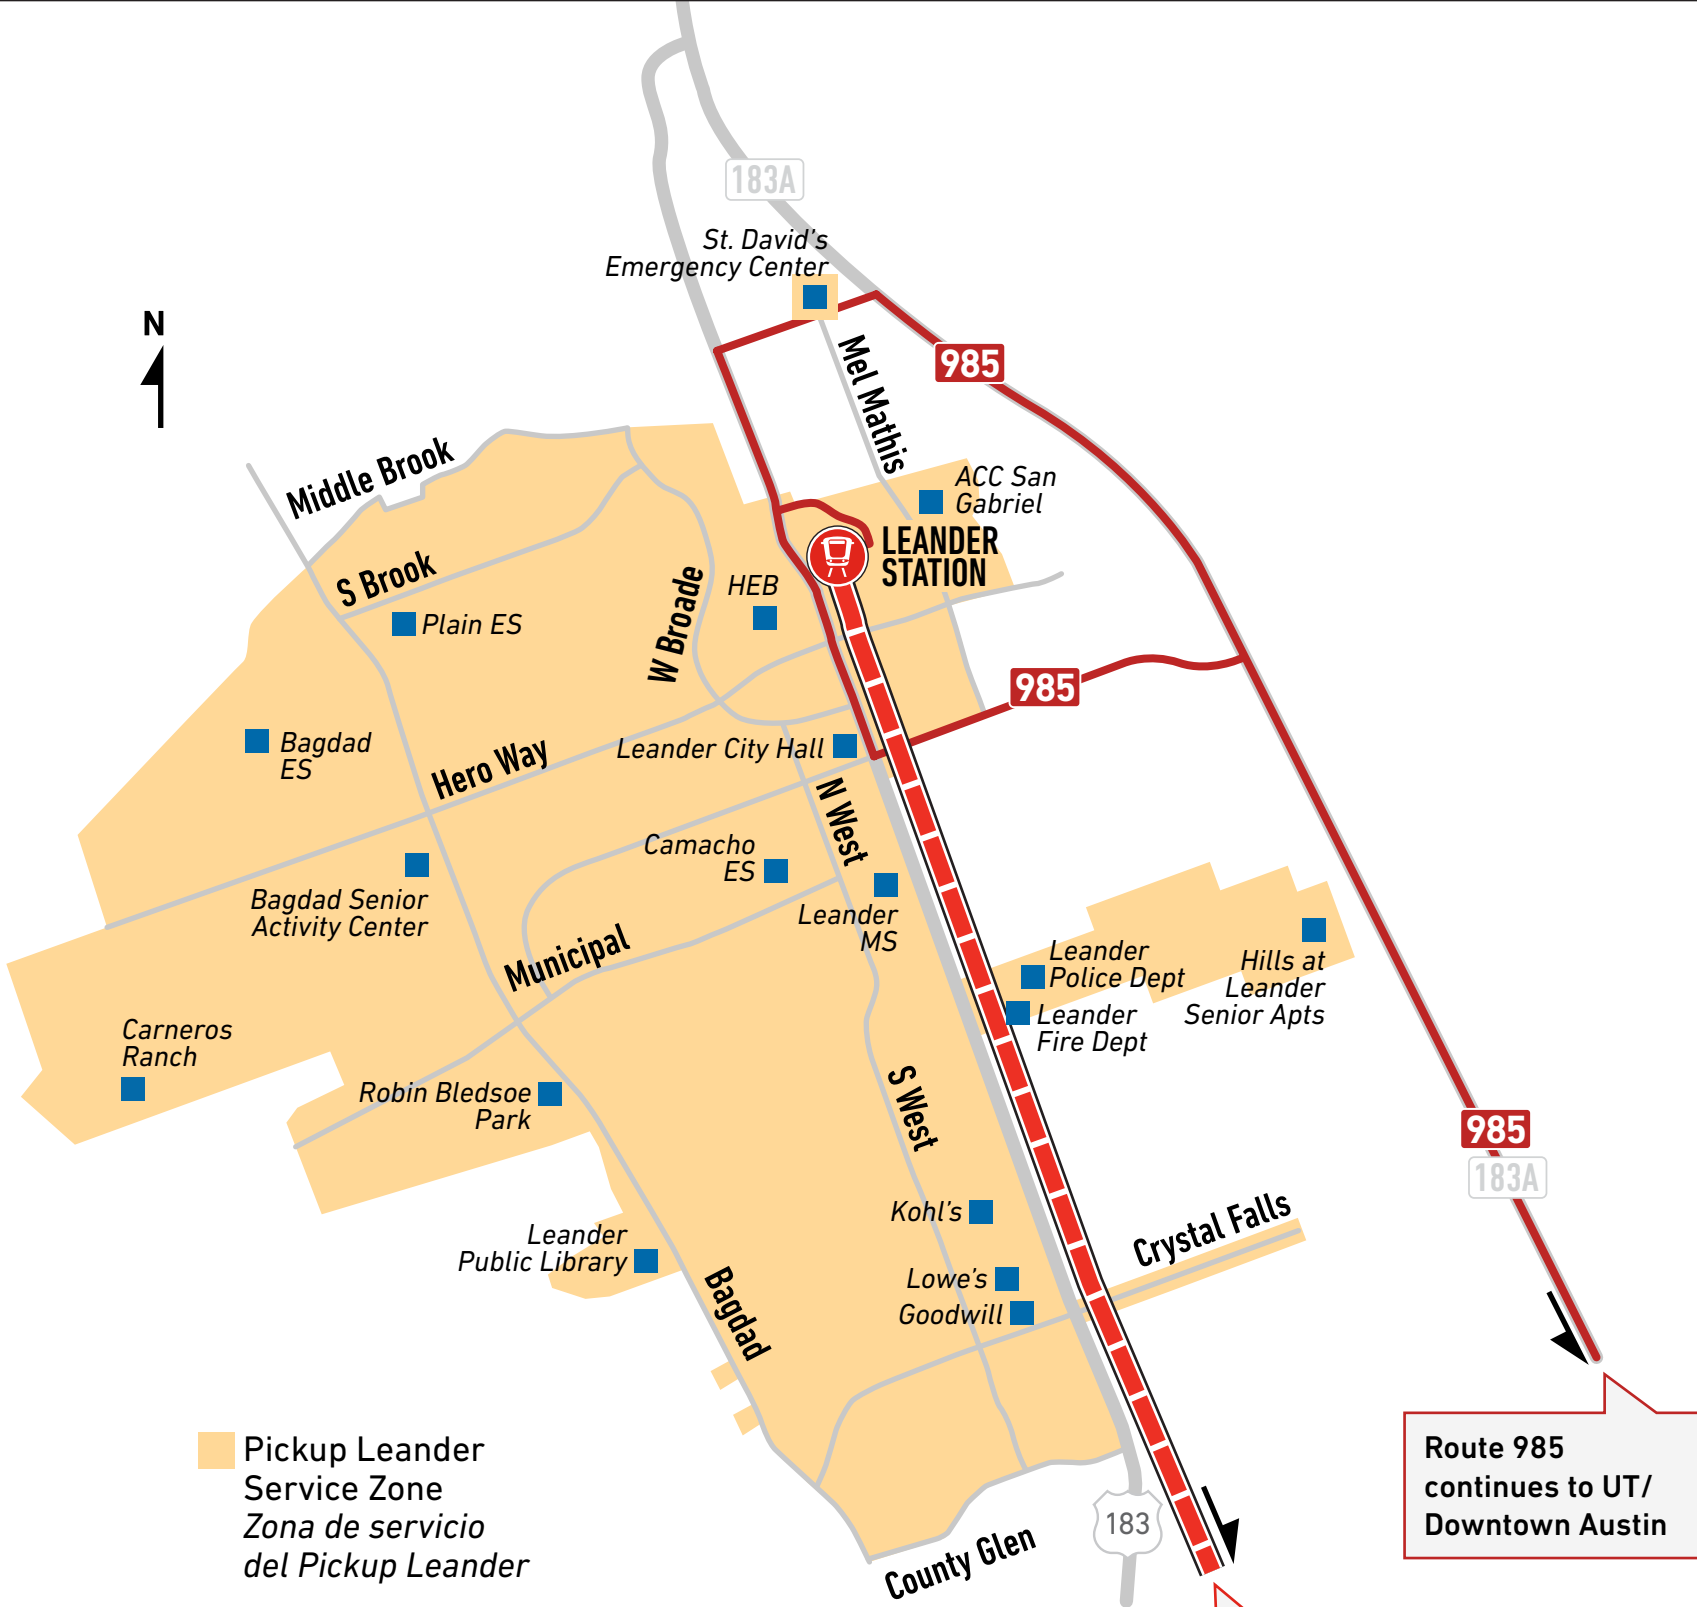 183A
St. David's
Emergency Center
N
985
Mel Mathis
Middle Brook
ACC San
Gabriel
LEANDER
STATION
S Brook
HEB
W Broade
Plain ES
985
Bagdad
ES
Hero Way
Leander City Hall
N West
Camacho
ES
Bagdad Senior
Activity Center
Leander
MS
Municipal
Leander
Police Dept
Hills at
Leander
Senior Apts
Leander
Fire Dept
Carneros
Ranch
Robin Bledsoe
Park
S West
985
183A
Kohl's
Crystal Falls
Leander
Public Library
Lowe's
Goodwill
Bagdad
Pickup Leander
Service Zone
Zona de servicio
del Pickup Leander
Route 985
continues to UT/
Downtown Austin
183
County Glen